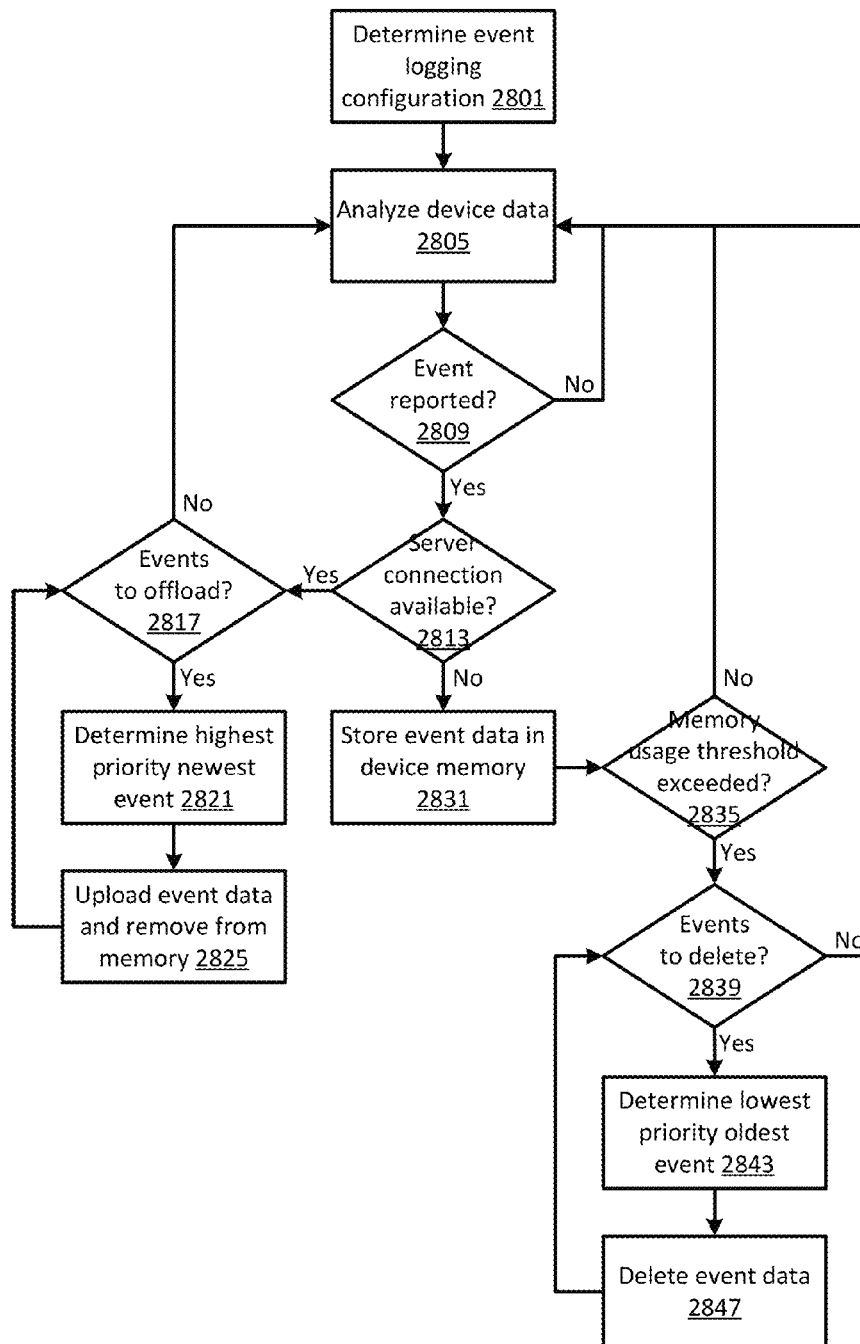 Determine event
logging
configuration 2801
Analyze device data
2805
Event
reported?
2809
No
Yes
Server
connection
available?
2813
Yes
No
Events
to offload?
2817
No
Yes
Determine highest
priority newest
event 2821
Upload event data
and remove from
memory 2825
Store event data in
device memory
2831
Memory
usage threshold
exceeded?
2835
No
Yes
Events
to delete?
2839
No
Yes
Determine lowest
priority oldest
event 2843
Delete event data
2847